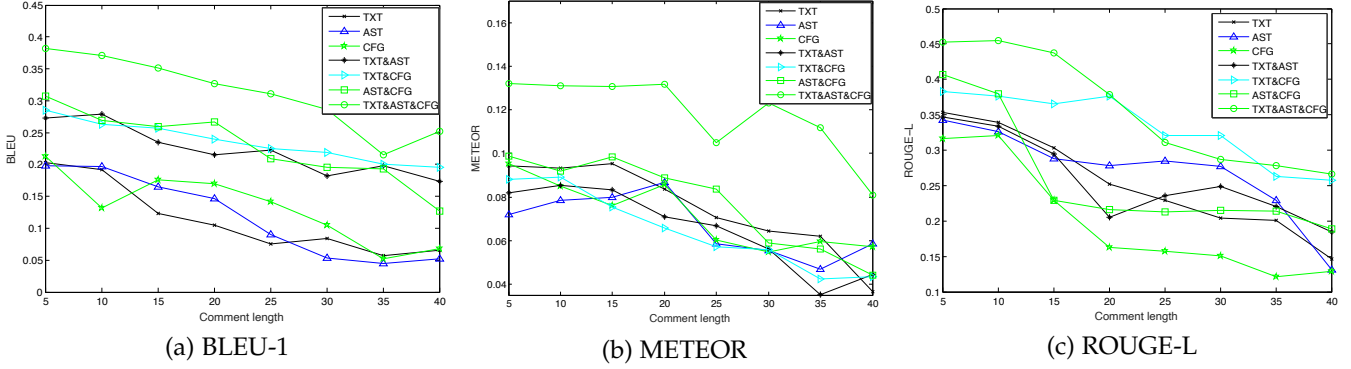 0.45
0.4
0.35
0.3
0.25
0.2
0.15
0.1
0.05
0
BLEU
5 10 15 20 25 30 35 40
Comment length
TXT
AST
CFG
TXT&AST
TXT&CFG
AST&CFG
TXT&AST&CFG
(a) BLEU-1
0.16
0.14
0.12
0.1
0.08
0.06
0.04
METEOR
5 10 15 20 25 30 35 40
Comment length
TXT
AST
CFG
TXT&AST
TXT&CFG
AST&CFG
TXT&AST&CFG
(b) METEOR
0.5
0.45
0.4
0.35
0.3
0.25
0.2
0.15
0.1
ROUGE-L
5 10 15 20 25 30 35 40
Comment length
TXT
AST
CFG
TXT&AST
TXT&CFG
AST&CFG
TXT&AST&CFG
(c) ROUGE-L